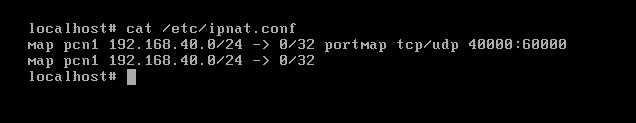 localhost# cat /etc/ipnat.conf
map pcn1 192.168.40.0/24 -> 0/32 portmap tcp/udp 40000:60000
map pcn1 192.168.40.0/24 -> 0/32
localhost#